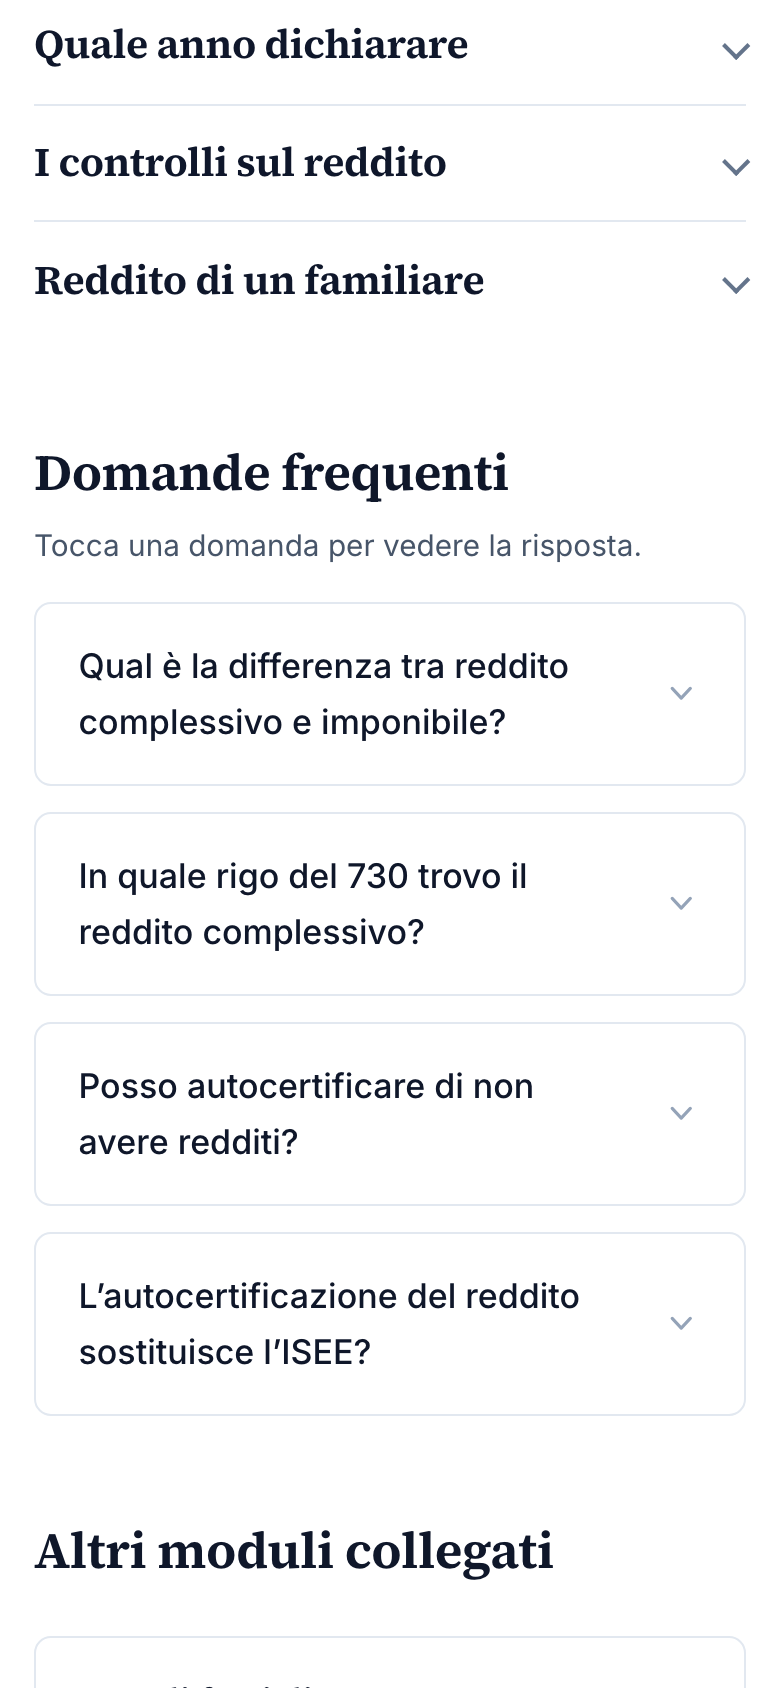 Quale anno dichiarare
I controlli sul reddito
Reddito di un familiare
Domande frequenti
Tocca una domanda per vedere la risposta.
Qual è la differenza tra reddito
complessivo e imponibile?
In quale rigo del 730 trovo il
reddito complessivo?
Posso autocertificare di non
avere redditi?
L’autocertificazione del reddito
sostituisce l’ISEE?
Altri moduli collegati